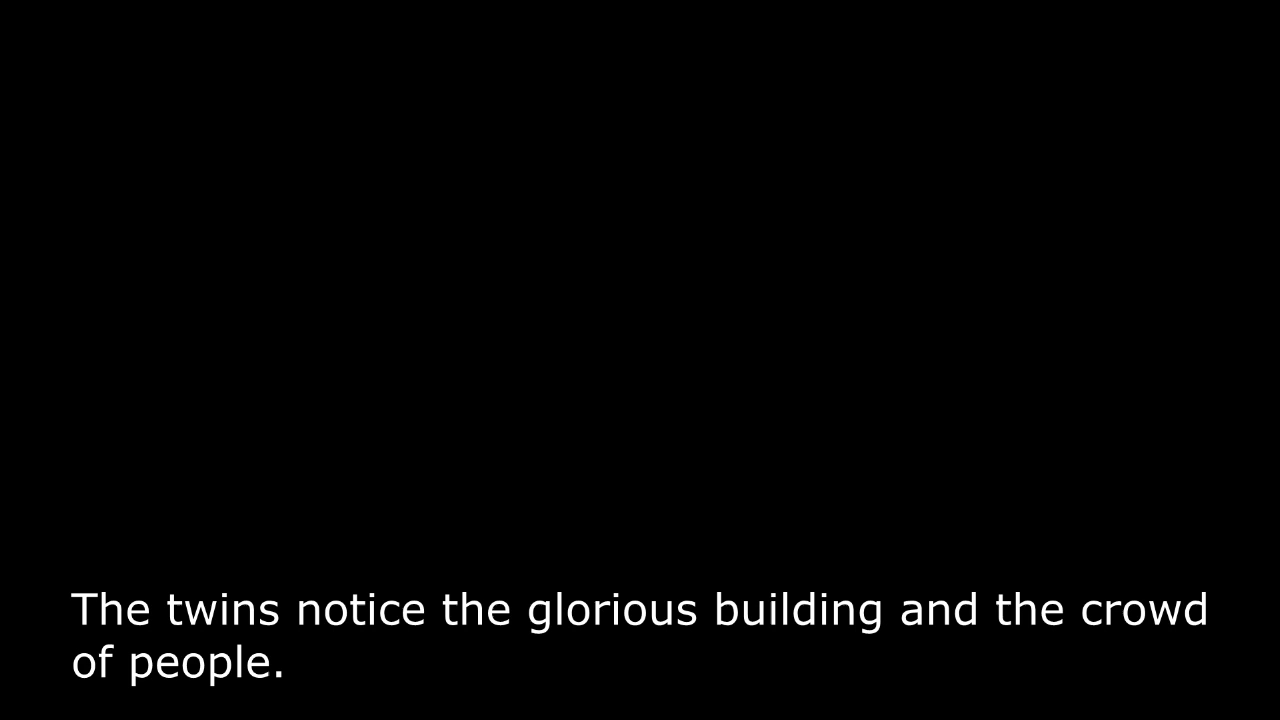 The twins notice the glorious building and the crowd
of people.